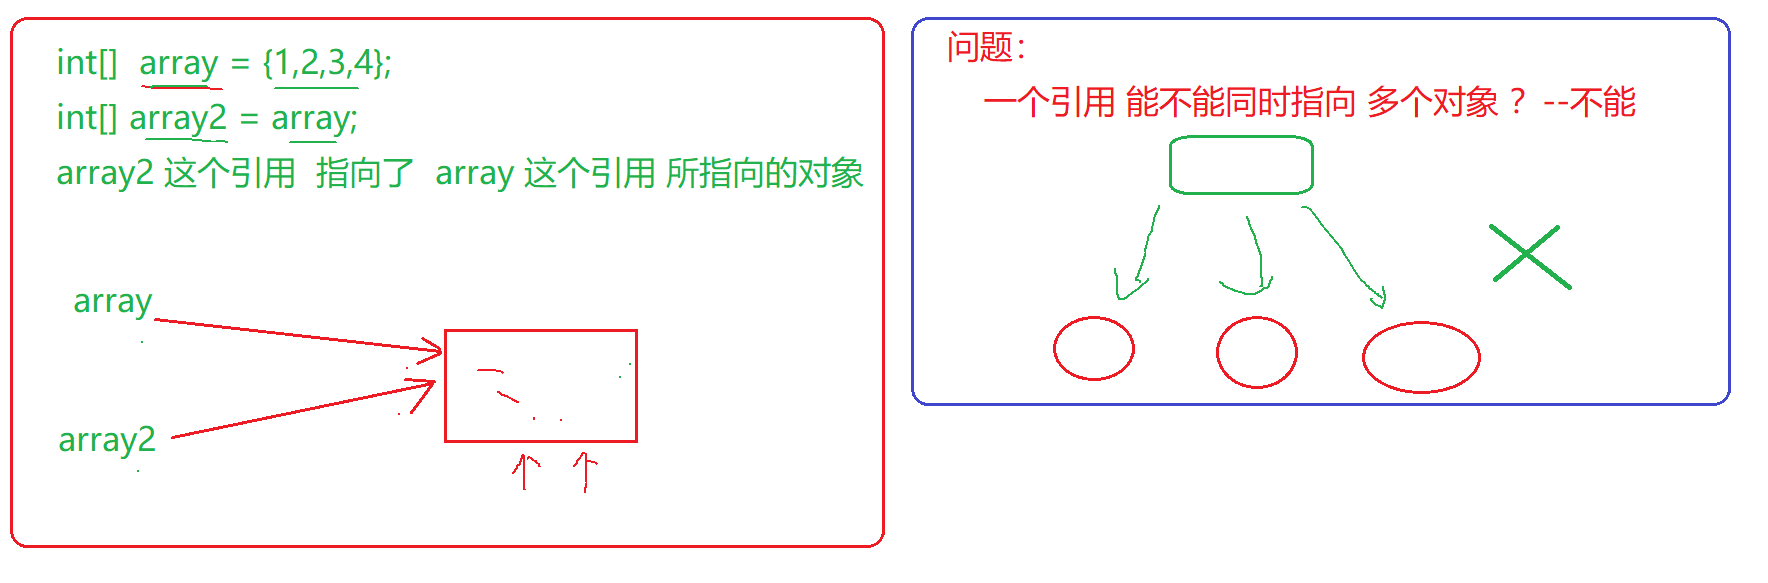 int[] array = {1,2,3,4};
int[] array2 = array;
array2 这个引用 指向了 array 这个引用 所指向的对象
array
array2
问题：
一个引用 能不能同时指向 多个对象 ？ --不能